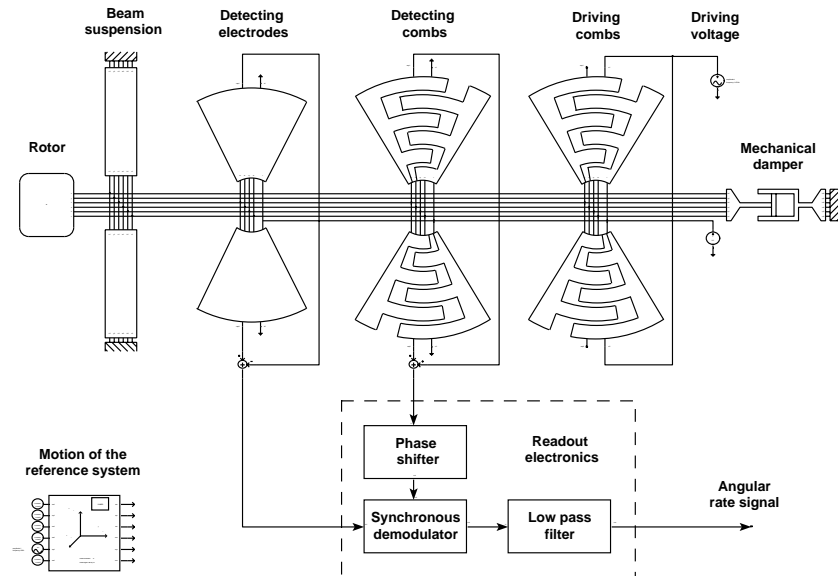 Beam
suspension
Detecting
electrodes
Detecting
combs
Driving
combs
Driving
voltage
Rotor
Mechanical
damper
Phase
shifter
Readout
electronics
Motion of the
reference system
Synchronous
demodulator
Low pass
filter
Angular
rate signal